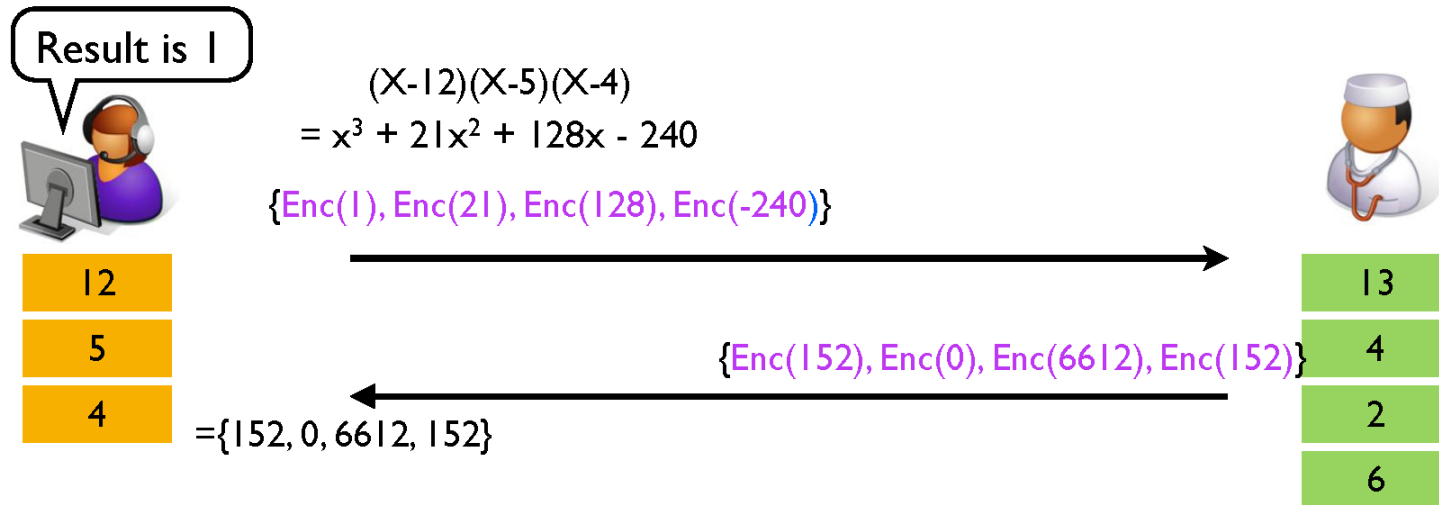 Result is 1
(X-12)(X-5)(X-4)
= x³ + 21x² + 128x - 240
{Enc(1), Enc(21), Enc(128), Enc(-240)}
12
5
4
13
4
2
6
{Enc(152), Enc(0), Enc(6612), Enc(152)}
={152, 0, 6612, 152}